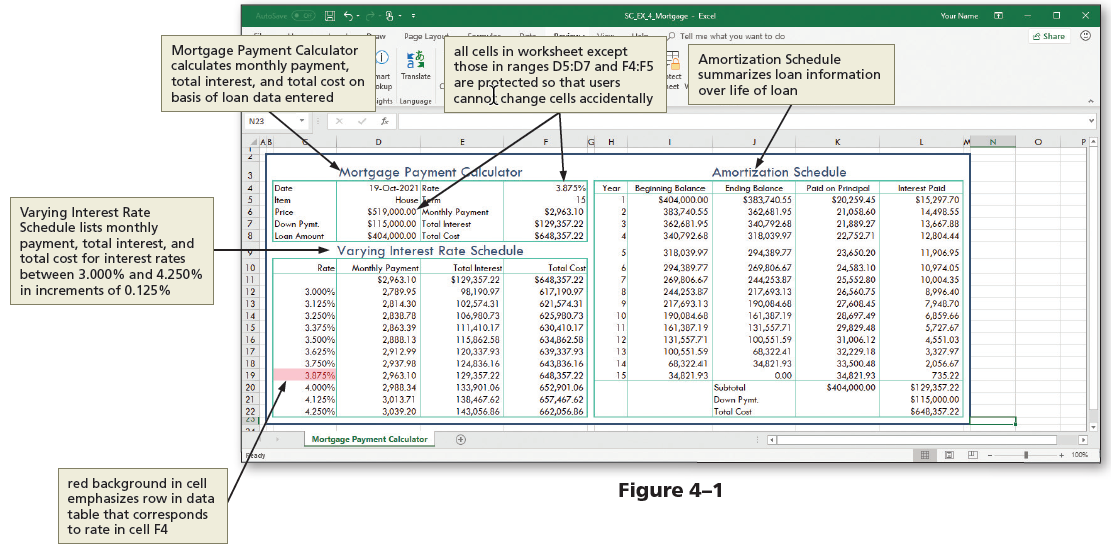 AutoSave Off
SC_EX_4_Mortgage - Excel
Your Name
Page Layout
Tell me what you want to do
Share
Mortgage Payment Calculator
calculates monthly payment,
total interest, and total cost on
basis of loan data entered
all cells in worksheet except
those in ranges D5:D7 and F4:F5
are protected so that users
cannot change cells accidentally
Amortization Schedule
summarizes loan information
over life of loan
Translate
Language
N23
fx
A B C D E F G H I J K L M N O P
Mortgage Payment Calculator
Amortization Schedule
4 Date 19-Oct-2021 Rate 3.875% Year Beginning Balance Ending Balance Paid on Principal Interest Paid
5 Item House Term 15 1 $404,000.00 $383,740.55 $20,259.45 $15,297.70
6 Price $519,000.00 Monthly Payment $2,963.10 2 383,740.55 362,681.95 21,058.60 14,498.55
7 Down Pymt. $115,000.00 Total Interest $129,357.22 3 362,681.95 340,792.68 21,889.27 13,667.88
8 Loan Amount $404,000.00 Total Cost $648,357.22 4 340,792.68 318,039.97 22,752.71 12,804.44
9 Varying Interest Rate Schedule 5 318,039.97 294,389.77 23,650.20 11,906.95
10 Rate Monthly Payment Total Interest Total Cost 6 294,389.77 269,806.67 24,583.10 10,974.05
11 $2,963.10 $129,357.22 $648,357.22 7 269,806.67 244,253.87 25,552.80 10,004.35
12 3.000% 2,789.95 98,190.97 617,190.97 8 244,253.87 217,693.13 26,560.75 8,996.40
13 3.125% 2,814.30 102,574.31 621,574.31 9 217,693.13 190,084.68 27,608.45 7,948.70
14 3.250% 2,838.78 106,980.73 625,980.73 10 190,084.68 161,387.19 28,697.49 6,859.66
15 3.375% 2,863.39 111,410.17 630,410.17 11 161,387.19 131,557.71 29,829.48 5,727.67
16 3.500% 2,888.13 115,862.58 634,862.58 12 131,557.71 100,551.59 31,006.12 4,551.03
17 3.625% 2,912.99 120,337.93 639,337.93 13 100,551.59 68,322.41 32,229.18 3,327.97
18 3.750% 2,937.98 124,836.16 643,836.16 14 68,322.41 34,821.93 33,500.48 2,056.67
19 3.875% 2,963.10 129,357.22 648,357.22 15 34,821.93 0.00 34,821.93 735.22
20 4.000% 2,988.34 133,901.06 652,901.06 Subtotal $404,000.00 $129,357.22
21 4.125% 3,013.71 138,467.62 657,467.62 Down Pymt. $115,000.00
22 4.250% 3,039.20 143,056.86 662,056.86 Total Cost $648,357.22
Varying Interest Rate
Schedule lists monthly
payment, total interest, and
total cost for interest rates
between 3.000% and 4.250%
in increments of 0.125%
Mortgage Payment Calculator
100%
red background in cell
emphasizes row in data
table that corresponds
to rate in cell F4
Figure 4–1